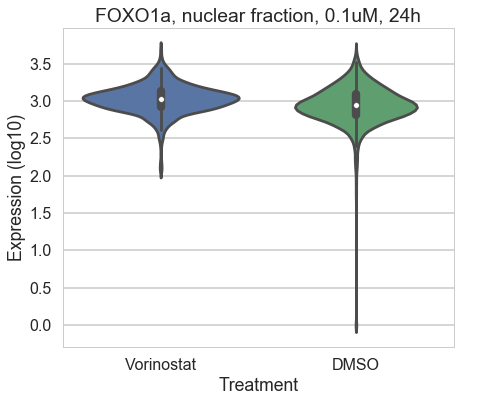 FOXO1a, nuclear fraction, 0.1uM, 24h
Expression (log10)
3.5
3.0
2.5
2.0
1.5
1.0
0.5
0.0
Vorinostat DMSO
Treatment